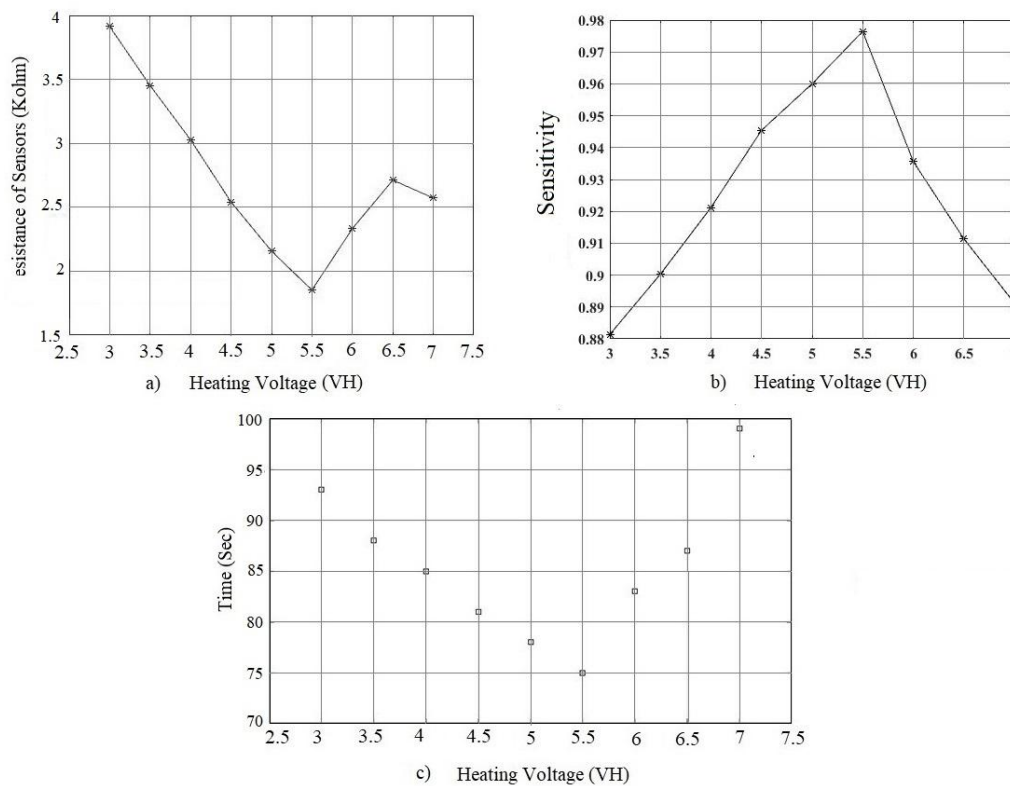 esistance of Sensors (Kohm)
4
3.5
3
2.5
2
1.5
2.5 3 3.5 4 4.5 5 5.5 6 6.5 7 7.5
a) Heating Voltage (VH)
Sensitivity
0.98
0.97
0.96
0.95
0.94
0.93
0.92
0.91
0.9
0.89
0.88
3 3.5 4 4.5 5 5.5 6 6.5
b) Heating Voltage (VH)
Time (Sec)
100
95
90
85
80
75
70
2.5 3 3.5 4 4.5 5 5.5 6 6.5 7 7.5
c) Heating Voltage (VH)